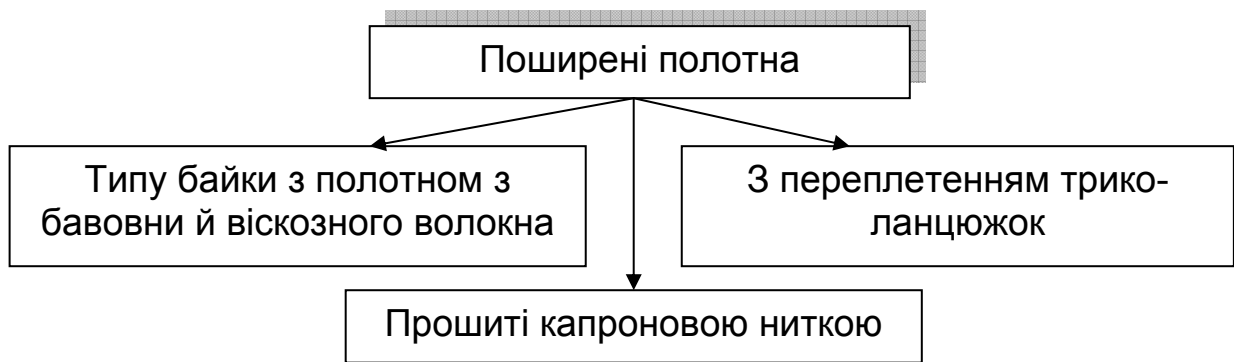 Поширені полотна
Типу байки з полотном з
бавовни й віскозного волокна
З переплетенням трико-
ланцюжок
Прошиті капроновою ниткою